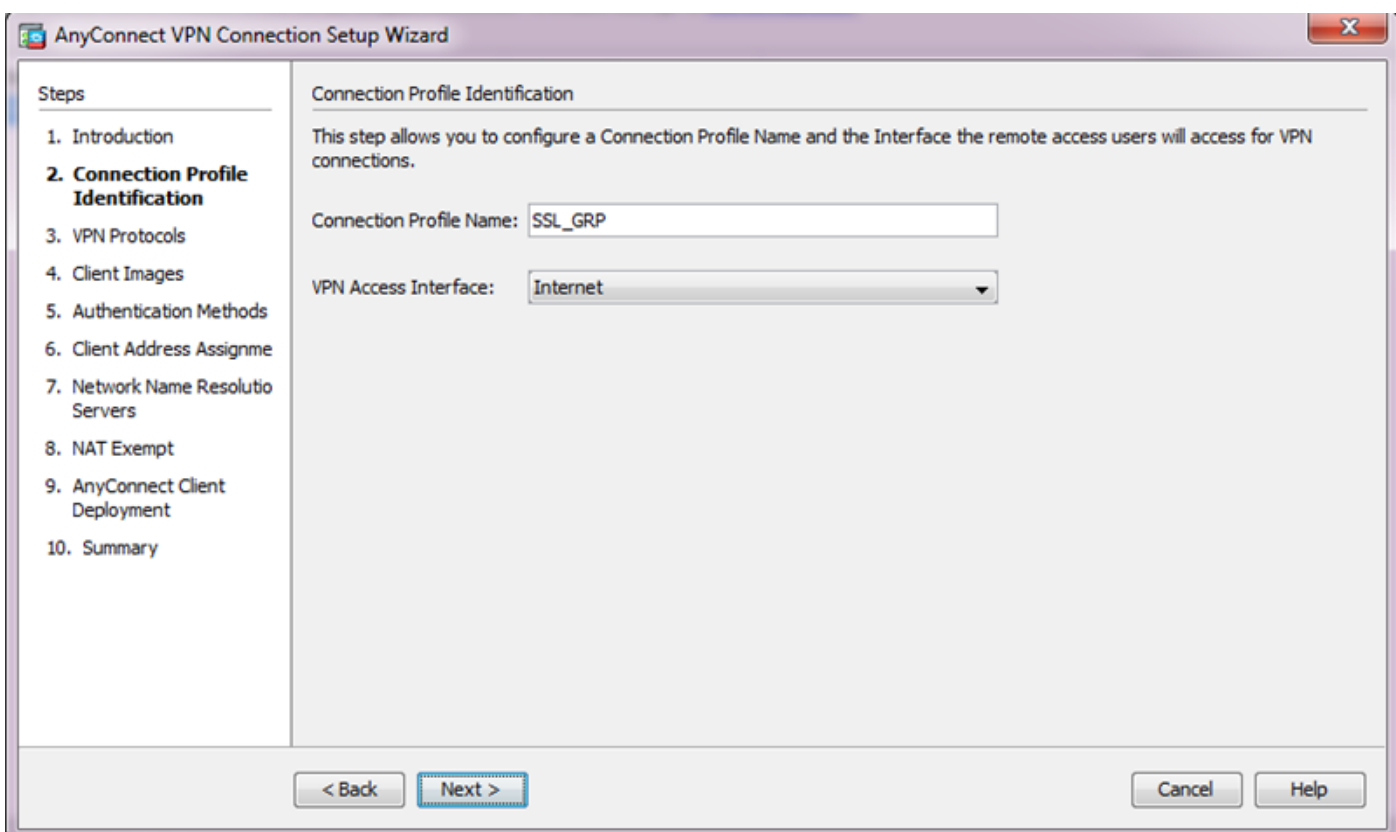 AnyConnect VPN Connection Setup Wizard
Steps
1. Introduction
2. Connection Profile
Identification
3. VPN Protocols
4. Client Images
5. Authentication Methods
6. Client Address Assignme
7. Network Name Resolutio
Servers
8. NAT Exempt
9. AnyConnect Client
Deployment
10. Summary
Connection Profile Identification
This step allows you to configure a Connection Profile Name and the Interface the remote access users will access for VPN
connections.
Connection Profile Name: SSL_GRP
VPN Access Interface: Internet
< Back Next > Cancel Help